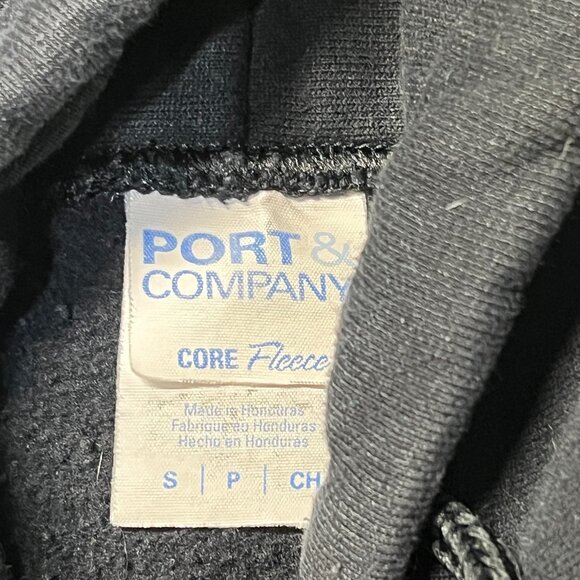 PORT &
COMPANY
CORE Fleece
Made in Honduras
Fabriqué au Honduras
Hecho en Honduras
S | P | CH